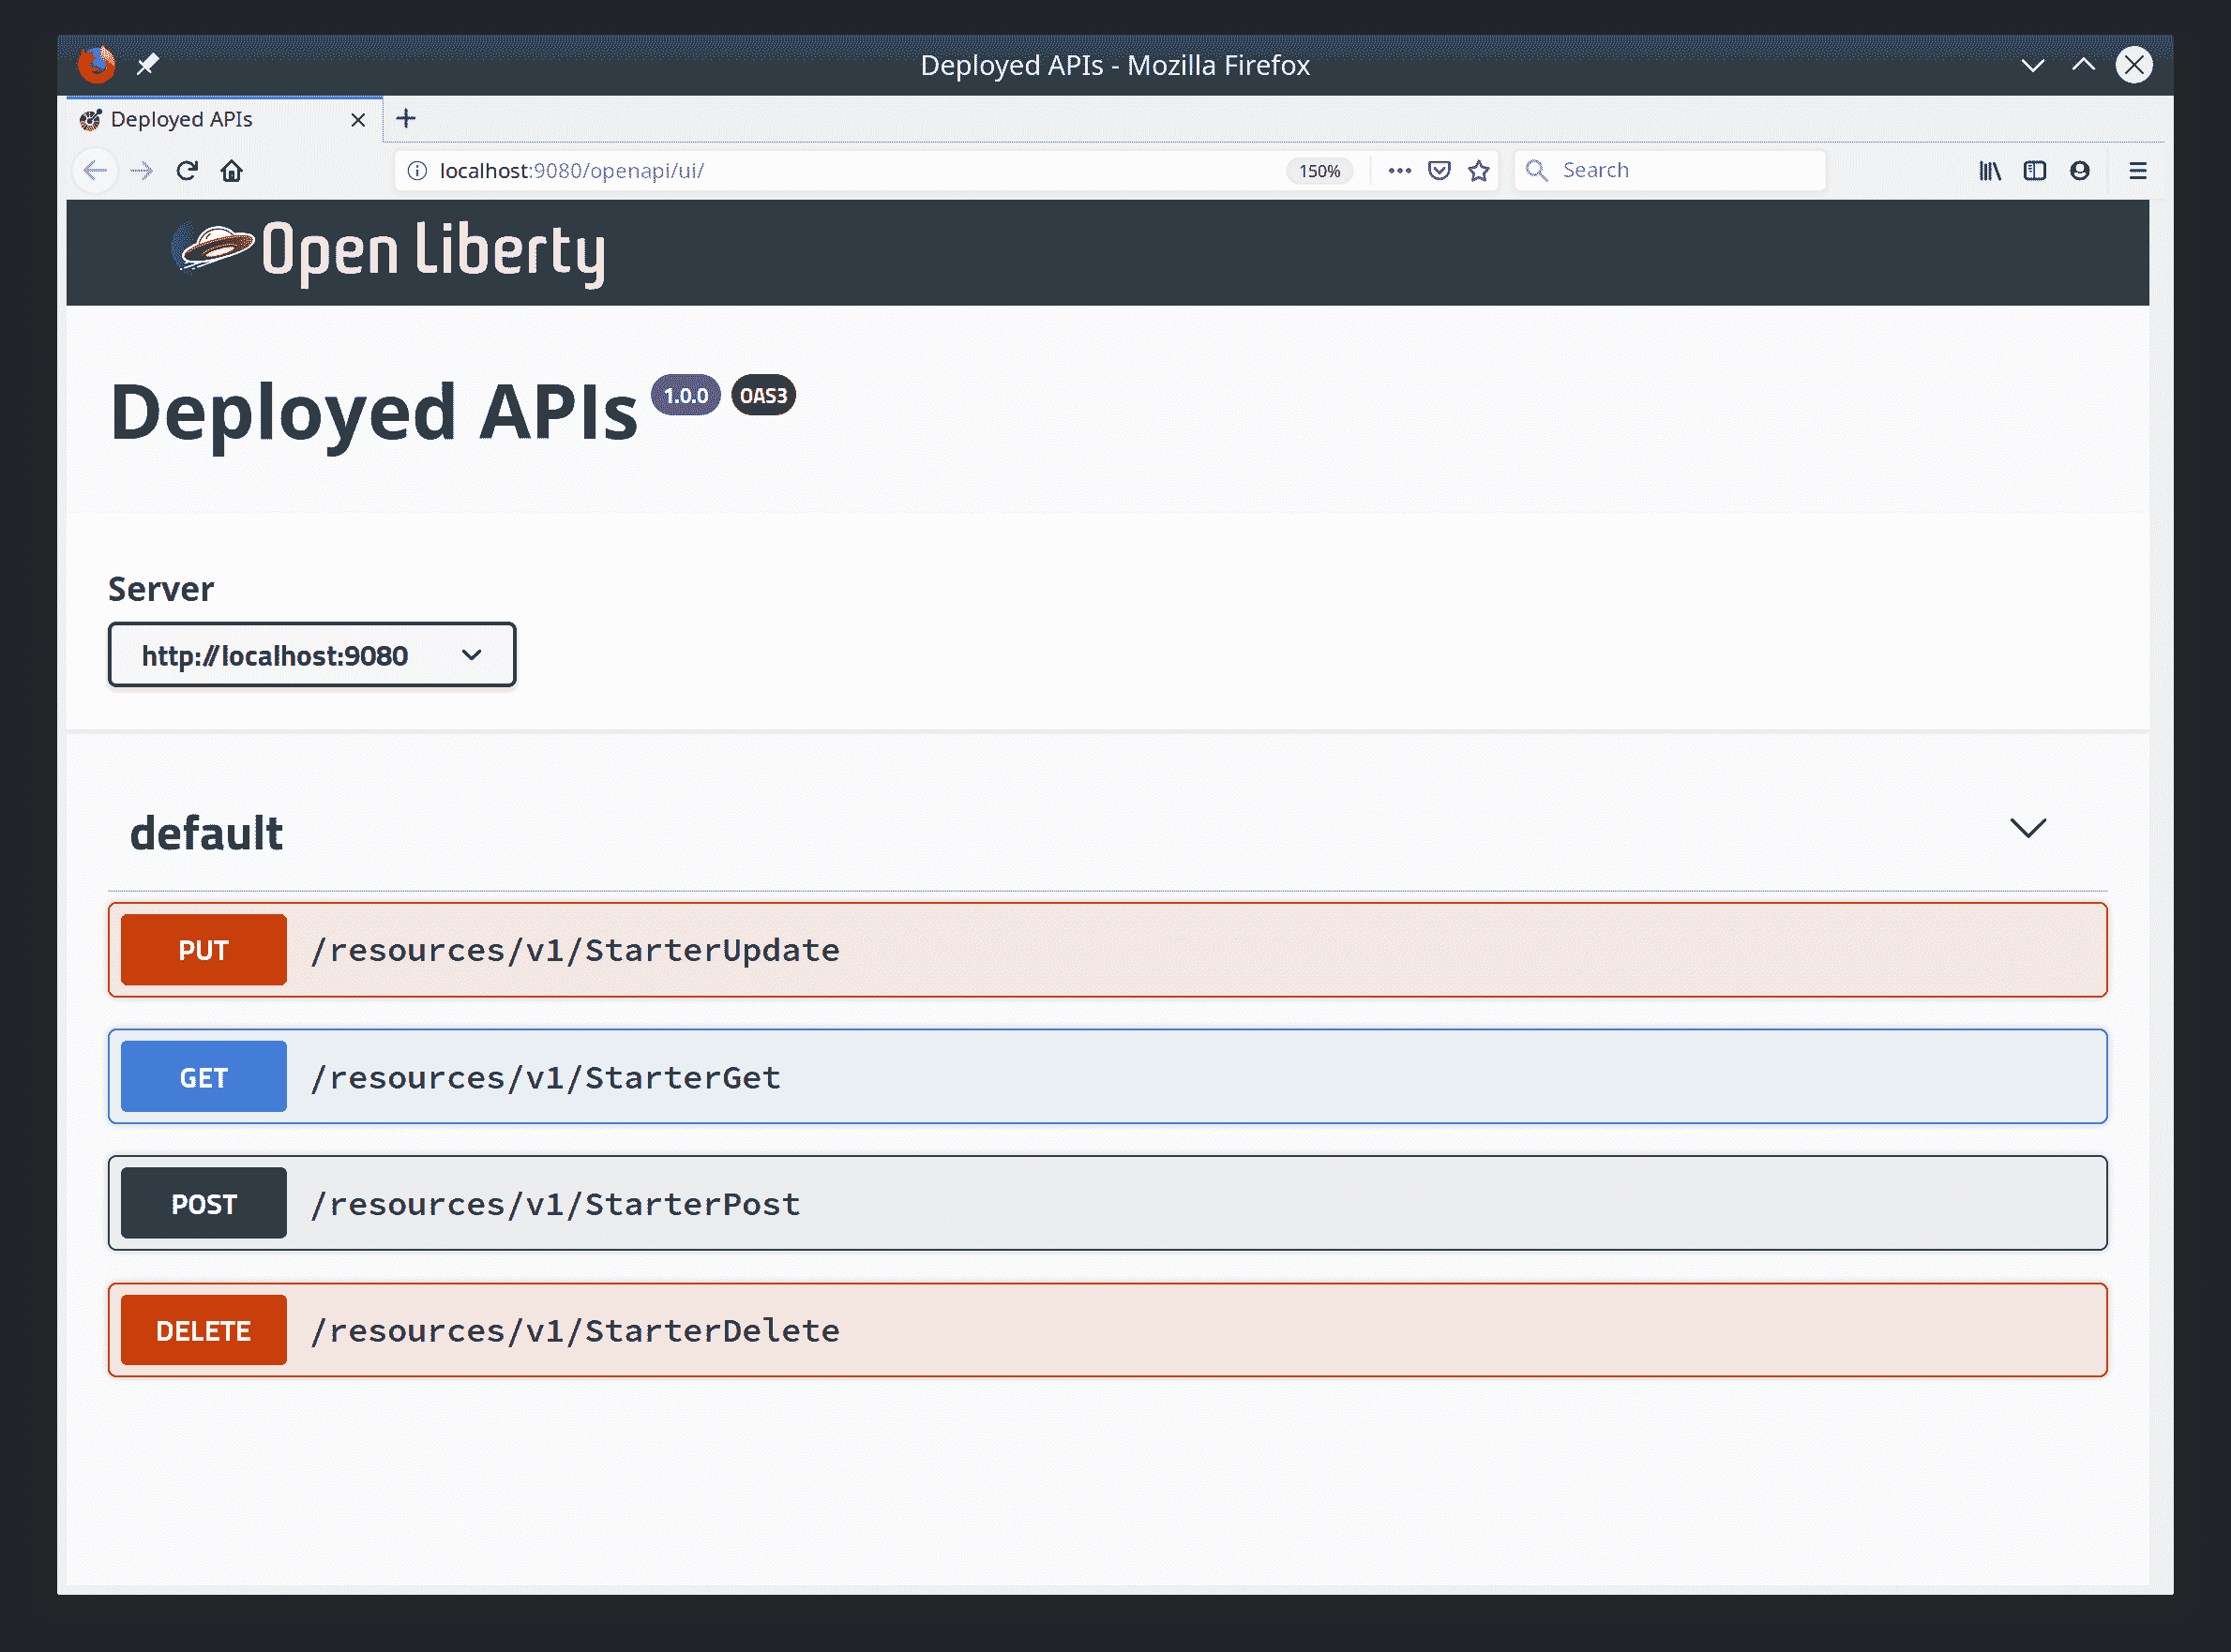 Deployed APIs - Mozilla Firefox
Deployed APIs
localhost:9080/openapi/ui/
150%
Search
Open Liberty
Deployed APIs 1.0.0 OAS3
Server
http://localhost:9080
default
PUT /resources/v1/StarterUpdate
GET /resources/v1/StarterGet
POST /resources/v1/StarterPost
DELETE /resources/v1/StarterDelete